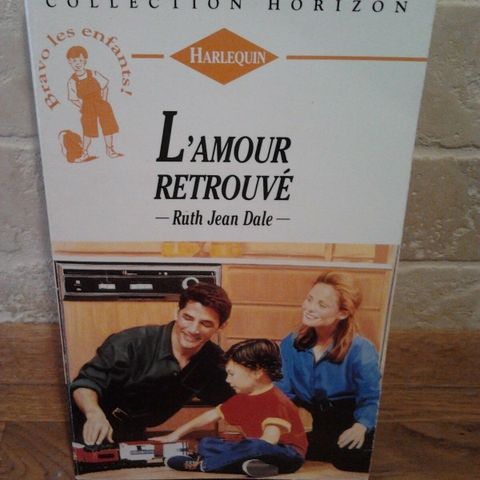 COLLECTION HORIZON
HARLEQUIN
Bravo les enfants!
L'AMOUR
RETROUVÉ
— Ruth Jean Dale —